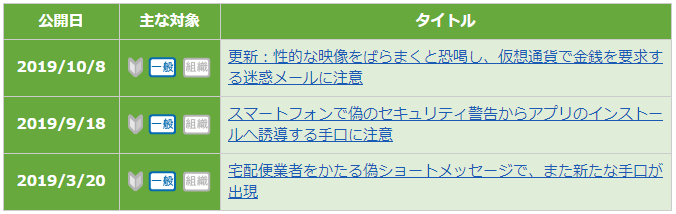 公開日 主な対象 タイトル
2019/10/8 一般 組織 更新：性的な映像をばらまくと恐喝し、仮想通貨で金銭を要求す
る迷惑メールに注意
2019/9/18 一般 組織 スマートフォンで偽のセキュリティ警告からアプリのインストー
ルへ誘導する手口に注意
2019/3/20 一般 組織 宅配便業者をかたる偽ショートメッセージで、また新たな手口が
出現